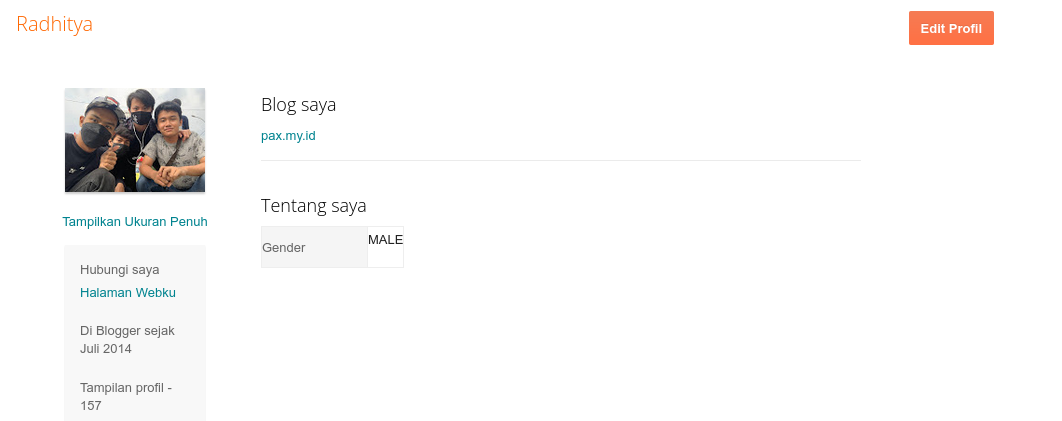 Radhitya
Edit Profil
Blog saya
pax.my.id
Tentang saya
Gender
MALE
Tampilkan Ukuran Penuh
Hubungi saya
Halaman Webku
Di Blogger sejak
Juli 2014
Tampilan profil -
157